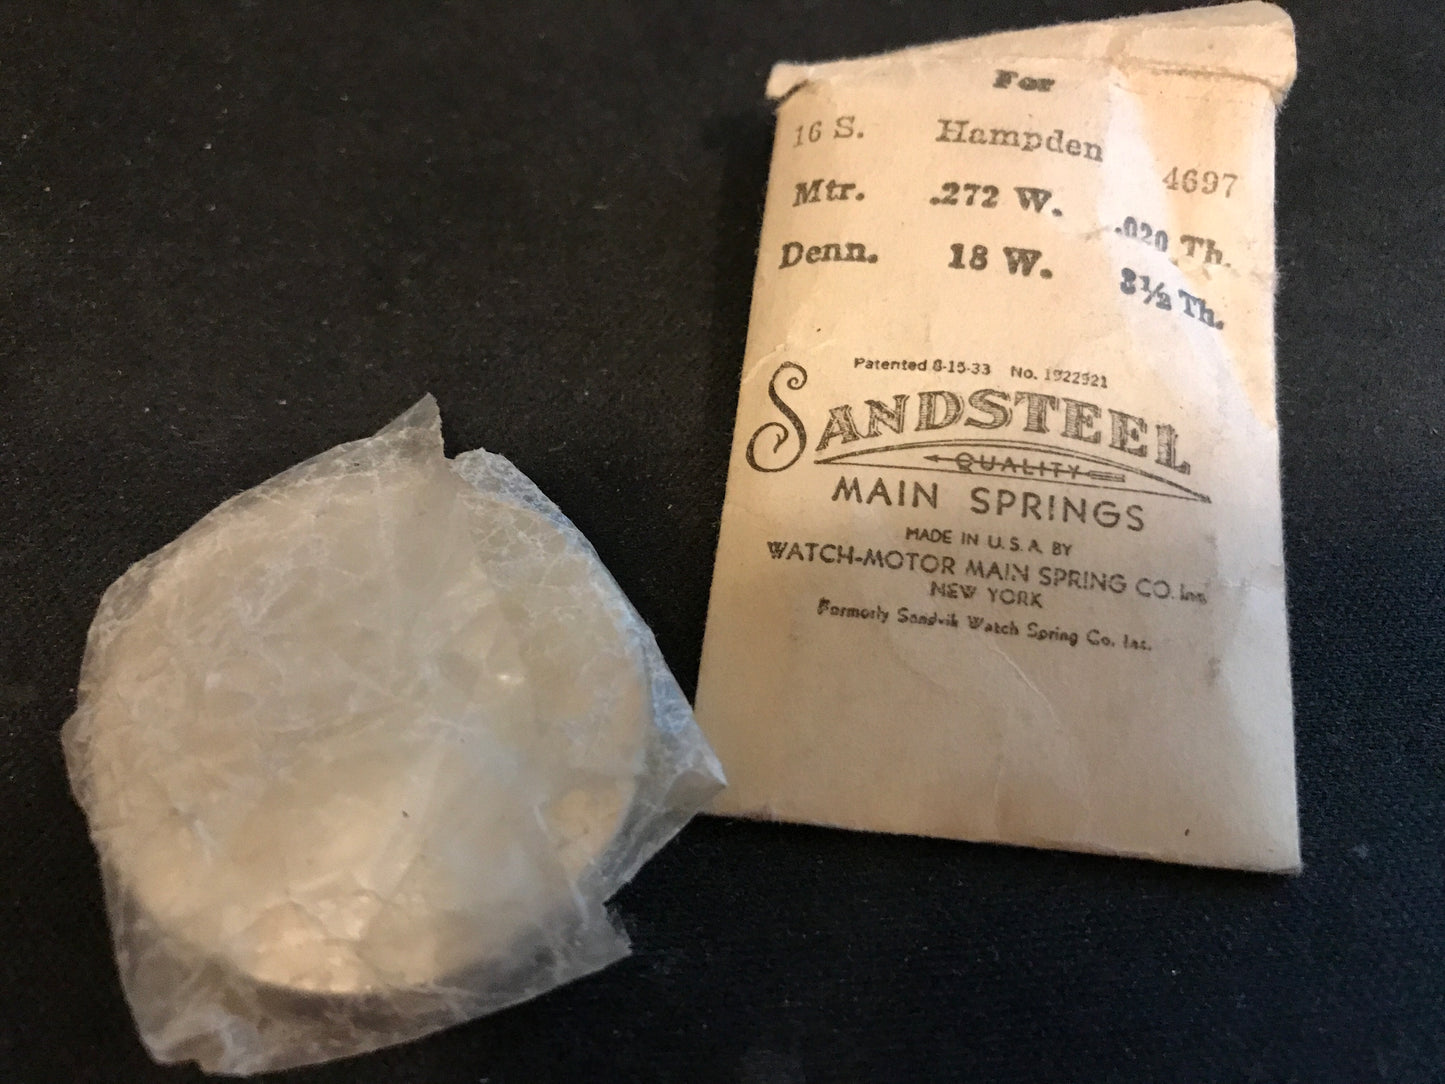 For
16 S. Hampden 4697
Mtr. .272 W. .020 Th.
Denn. 18 W. 3½ Th.
Patented 8-15-33 No. 1922921
SANDSTEEL
QUALITY
MAIN SPRINGS
MADE IN U.S.A. BY
WATCH-MOTOR MAIN SPRING CO. Inc.
NEW YORK
Formerly Sandvik Watch Spring Co. Inc.